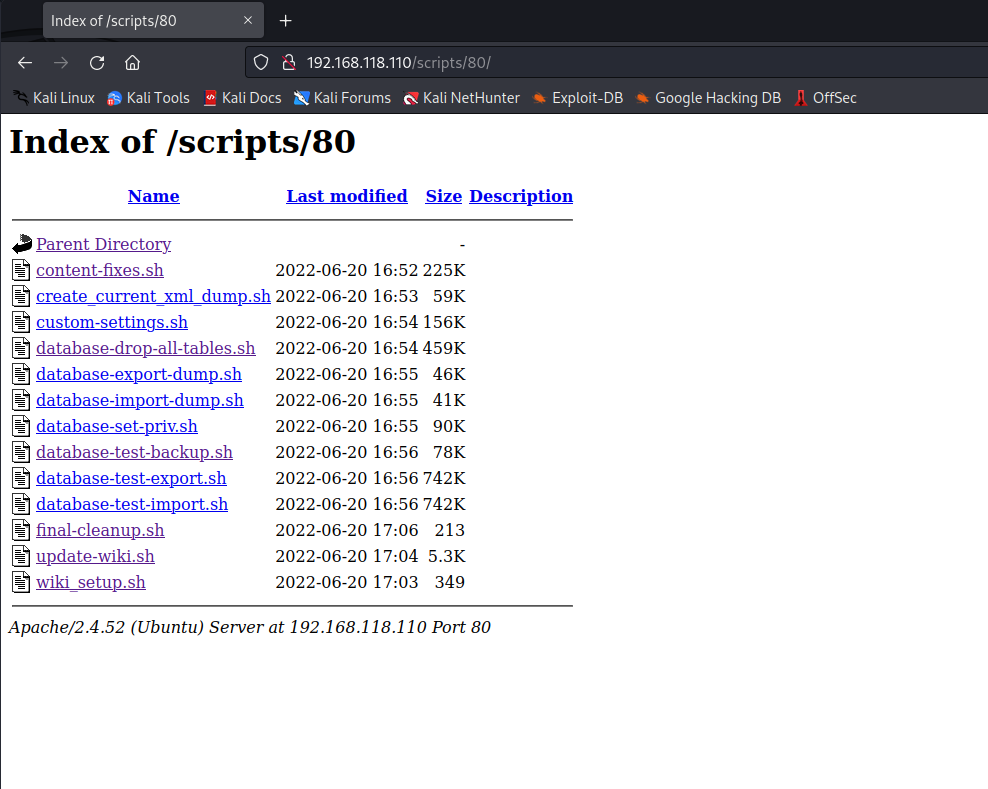 Index of /scripts/80
192.168.118.110/scripts/80/
Kali Linux Kali Tools Kali Docs Kali Forums Kali NetHunter Exploit-DB Google Hacking DB OffSec
Index of /scripts/80
Name Last modified Size Description
Parent Directory -
content-fixes.sh 2022-06-20 16:52 225K
create_current_xml_dump.sh 2022-06-20 16:53 59K
custom-settings.sh 2022-06-20 16:54 156K
database-drop-all-tables.sh 2022-06-20 16:54 459K
database-export-dump.sh 2022-06-20 16:55 46K
database-import-dump.sh 2022-06-20 16:55 41K
database-set-priv.sh 2022-06-20 16:55 90K
database-test-backup.sh 2022-06-20 16:56 78K
database-test-export.sh 2022-06-20 16:56 742K
database-test-import.sh 2022-06-20 16:56 742K
final-cleanup.sh 2022-06-20 17:06 213
update-wiki.sh 2022-06-20 17:04 5.3K
wiki_setup.sh 2022-06-20 17:03 349
Apache/2.4.52 (Ubuntu) Server at 192.168.118.110 Port 80